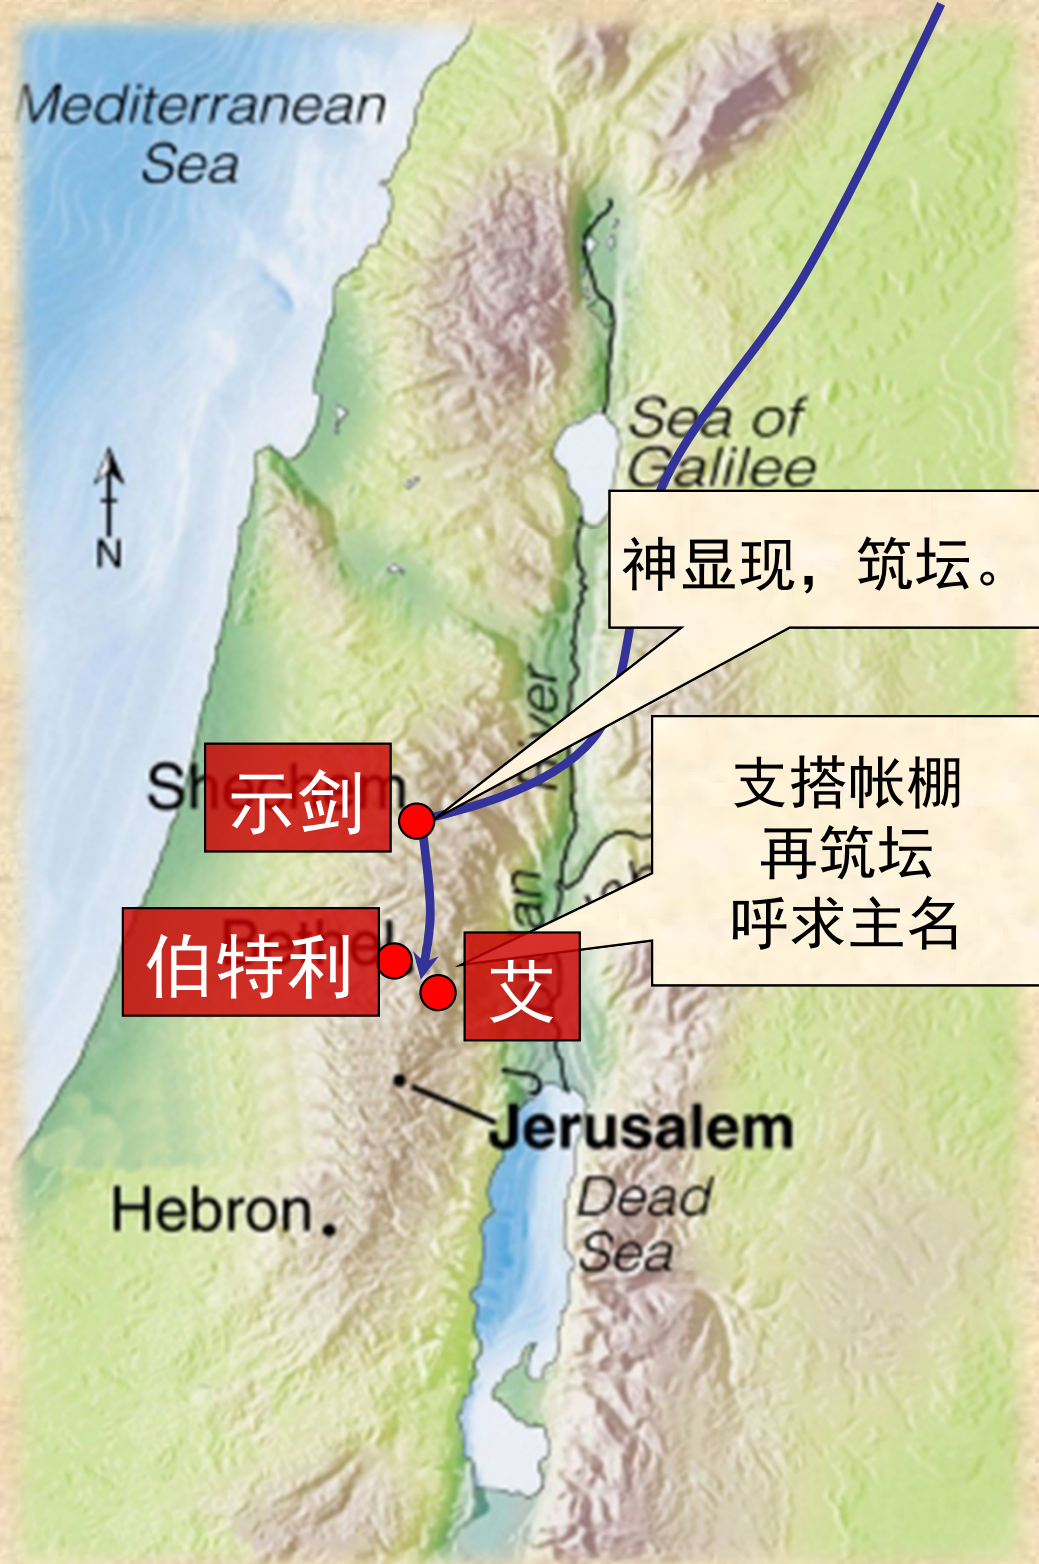 Mediterranean
Sea
Sea of
Galilee
N
神显现，筑坛。
示剑
支搭帐棚
再筑坛
呼求主名
伯特利
艾
Jerusalem
Hebron
Dead
Sea